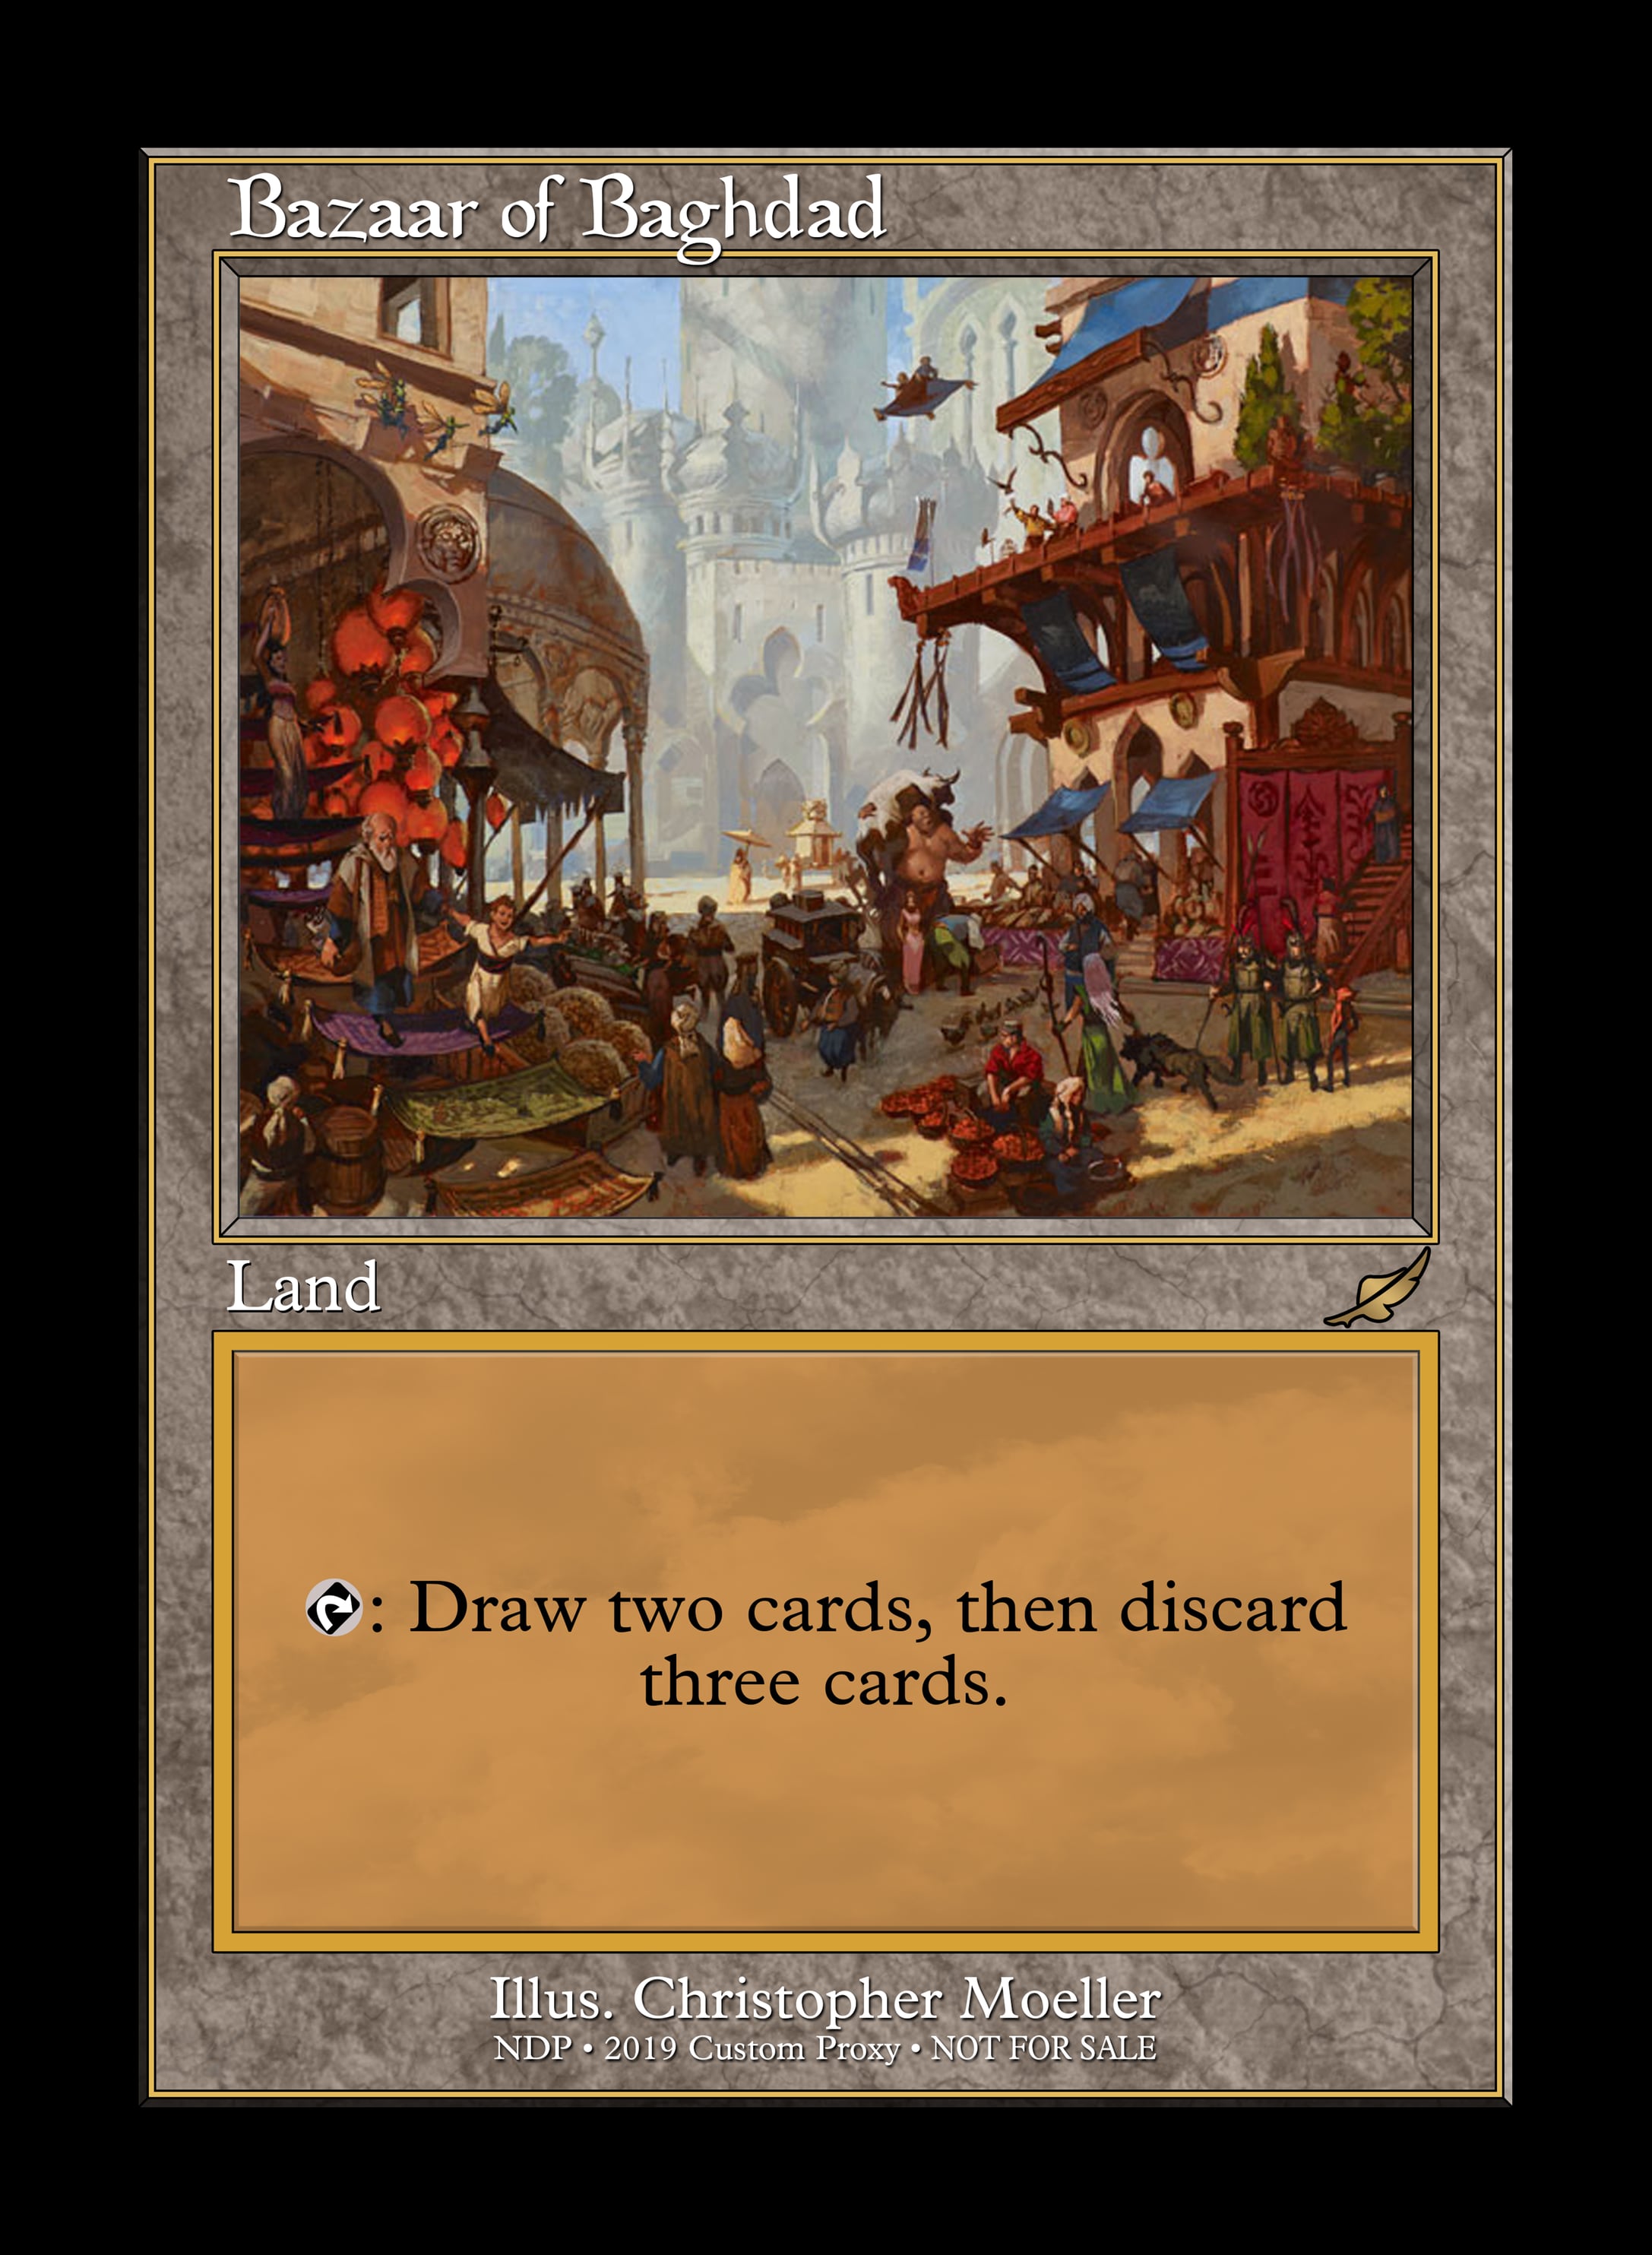 Bazaar of Baghdad
Land
: Draw two cards, then discard
three cards.
Illus. Christopher Moeller
NDP • 2019 Custom Proxy • NOT FOR SALE